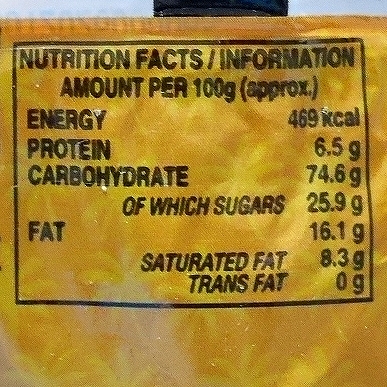 NUTRITION FACTS / INFORMATION
AMOUNT PER 100g (approx.)
ENERGY 469 kcal
PROTEIN 6.5 g
CARBOHYDRATE 74.6 g
OF WHICH SUGARS 25.9 g
FAT 16.1 g
SATURATED FAT 8.3 g
TRANS FAT 0 g